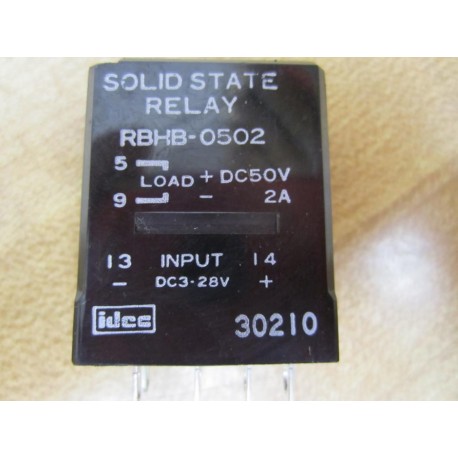 SOLID STATE
RELAY
RBHB-0502
5 LOAD + DC50V
9 - 2A
13 INPUT 14
- DC3-28V +
idec 30210